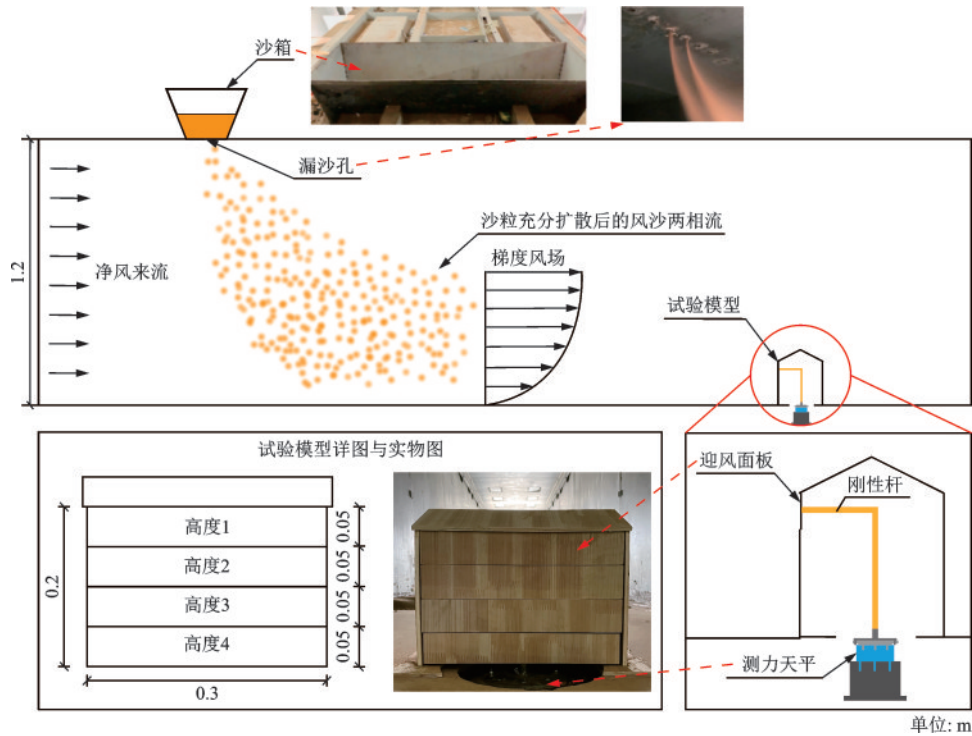 沙箱
漏沙孔
沙粒充分扩散后的风沙两相流
净风来流
梯度风场
1.2
试验模型
试验模型详图与实物图
高度1
高度2
高度3
高度4
0.2
0.05
0.05
0.05
0.05
0.3
迎风面板
刚性杆
测力天平
单位: m